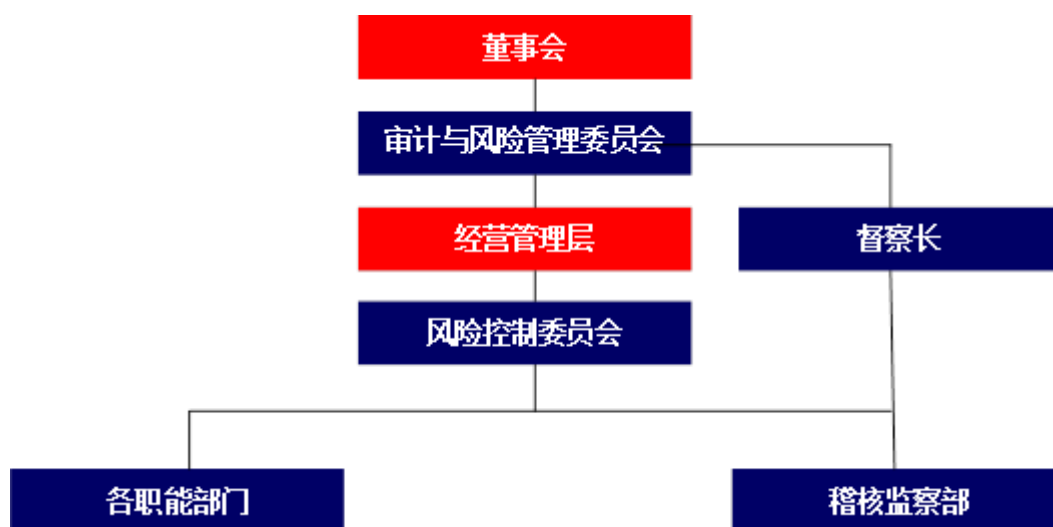 董事会
审计与风险管理委员会
经营管理层
督察长
风险控制委员会
各职能部门
稽核监察部